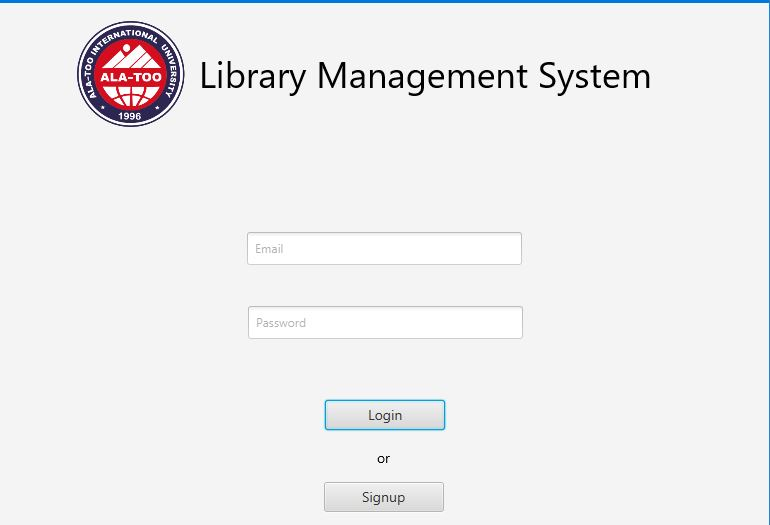 ALA-TOO INTERNATIONAL UNIVERSITY
ALA-TOO
1996
Library Management System
Email
Password
Login
or
Signup